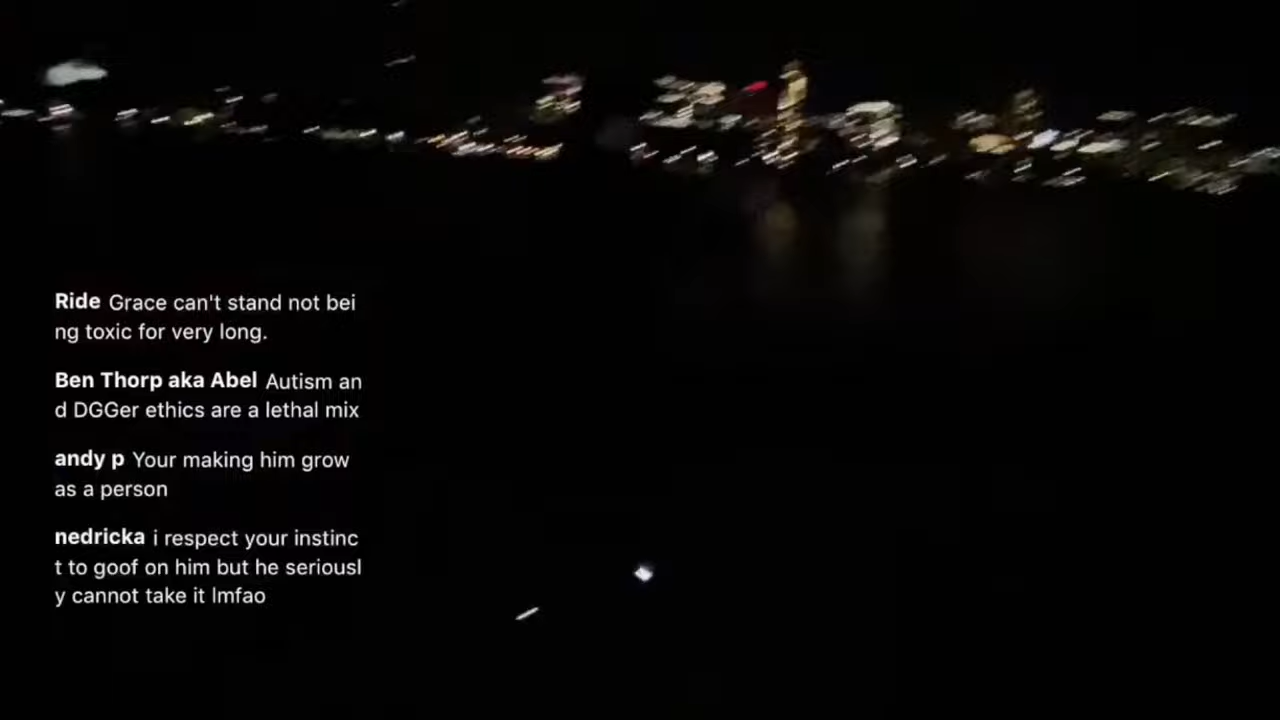 Ride Grace can't stand not bei
ng toxic for very long.
Ben Thorp aka Abel Autism an
d DGGer ethics are a lethal mix
andy p Your making him grow
as a person
nedricka i respect your instinc
t to goof on him but he seriousl
y cannot take it lmfao